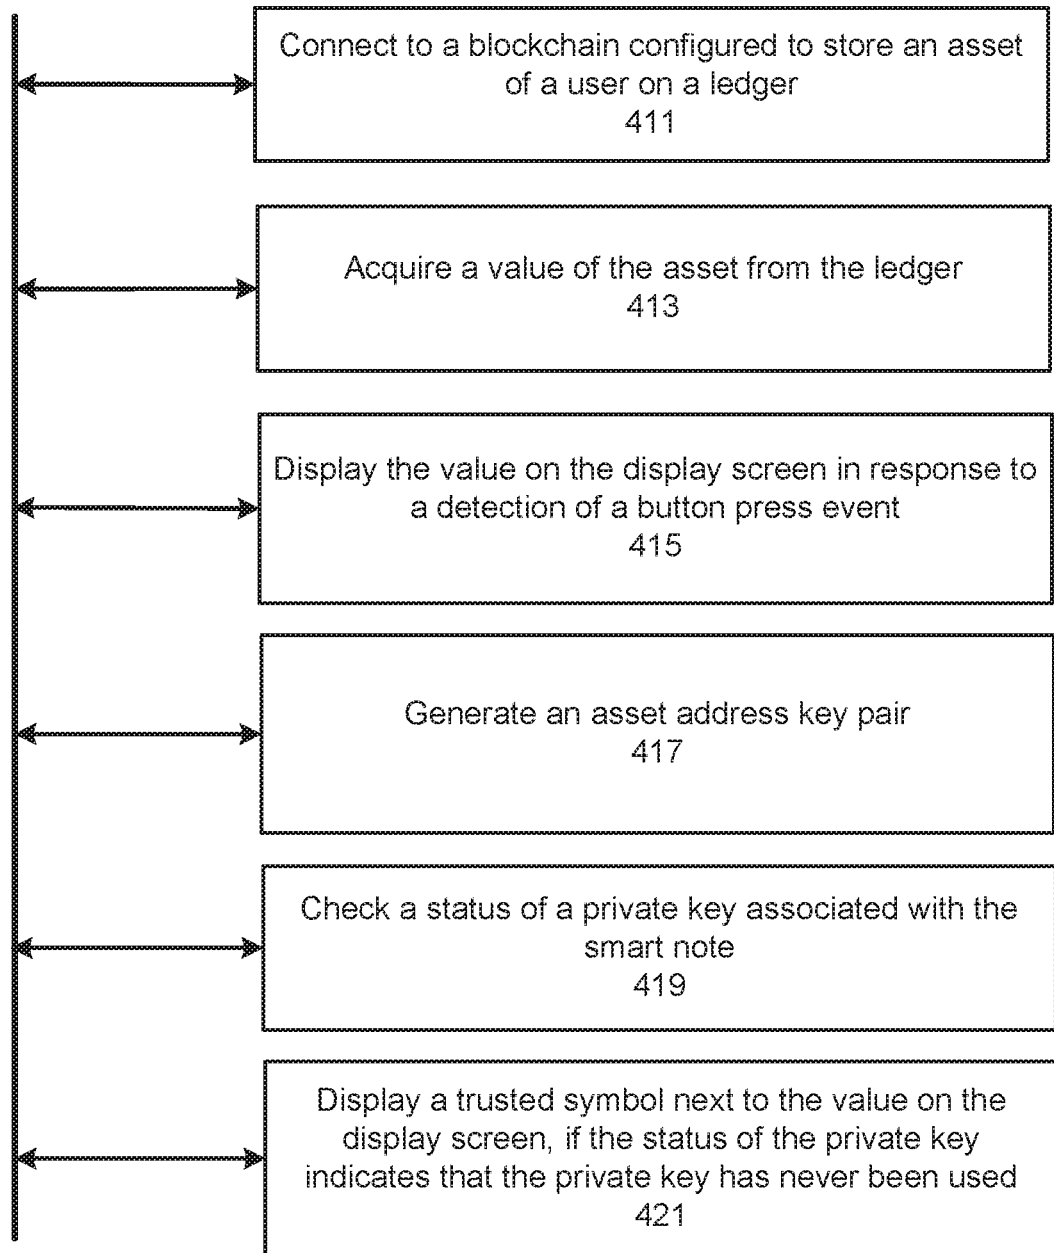 Connect to a blockchain configured to store an asset
of a user on a ledger
411
Acquire a value of the asset from the ledger
413
Display the value on the display screen in response to
a detection of a button press event
415
Generate an asset address key pair
417
Check a status of a private key associated with the
smart note
419
Display a trusted symbol next to the value on the
display screen, if the status of the private key
indicates that the private key has never been used
421